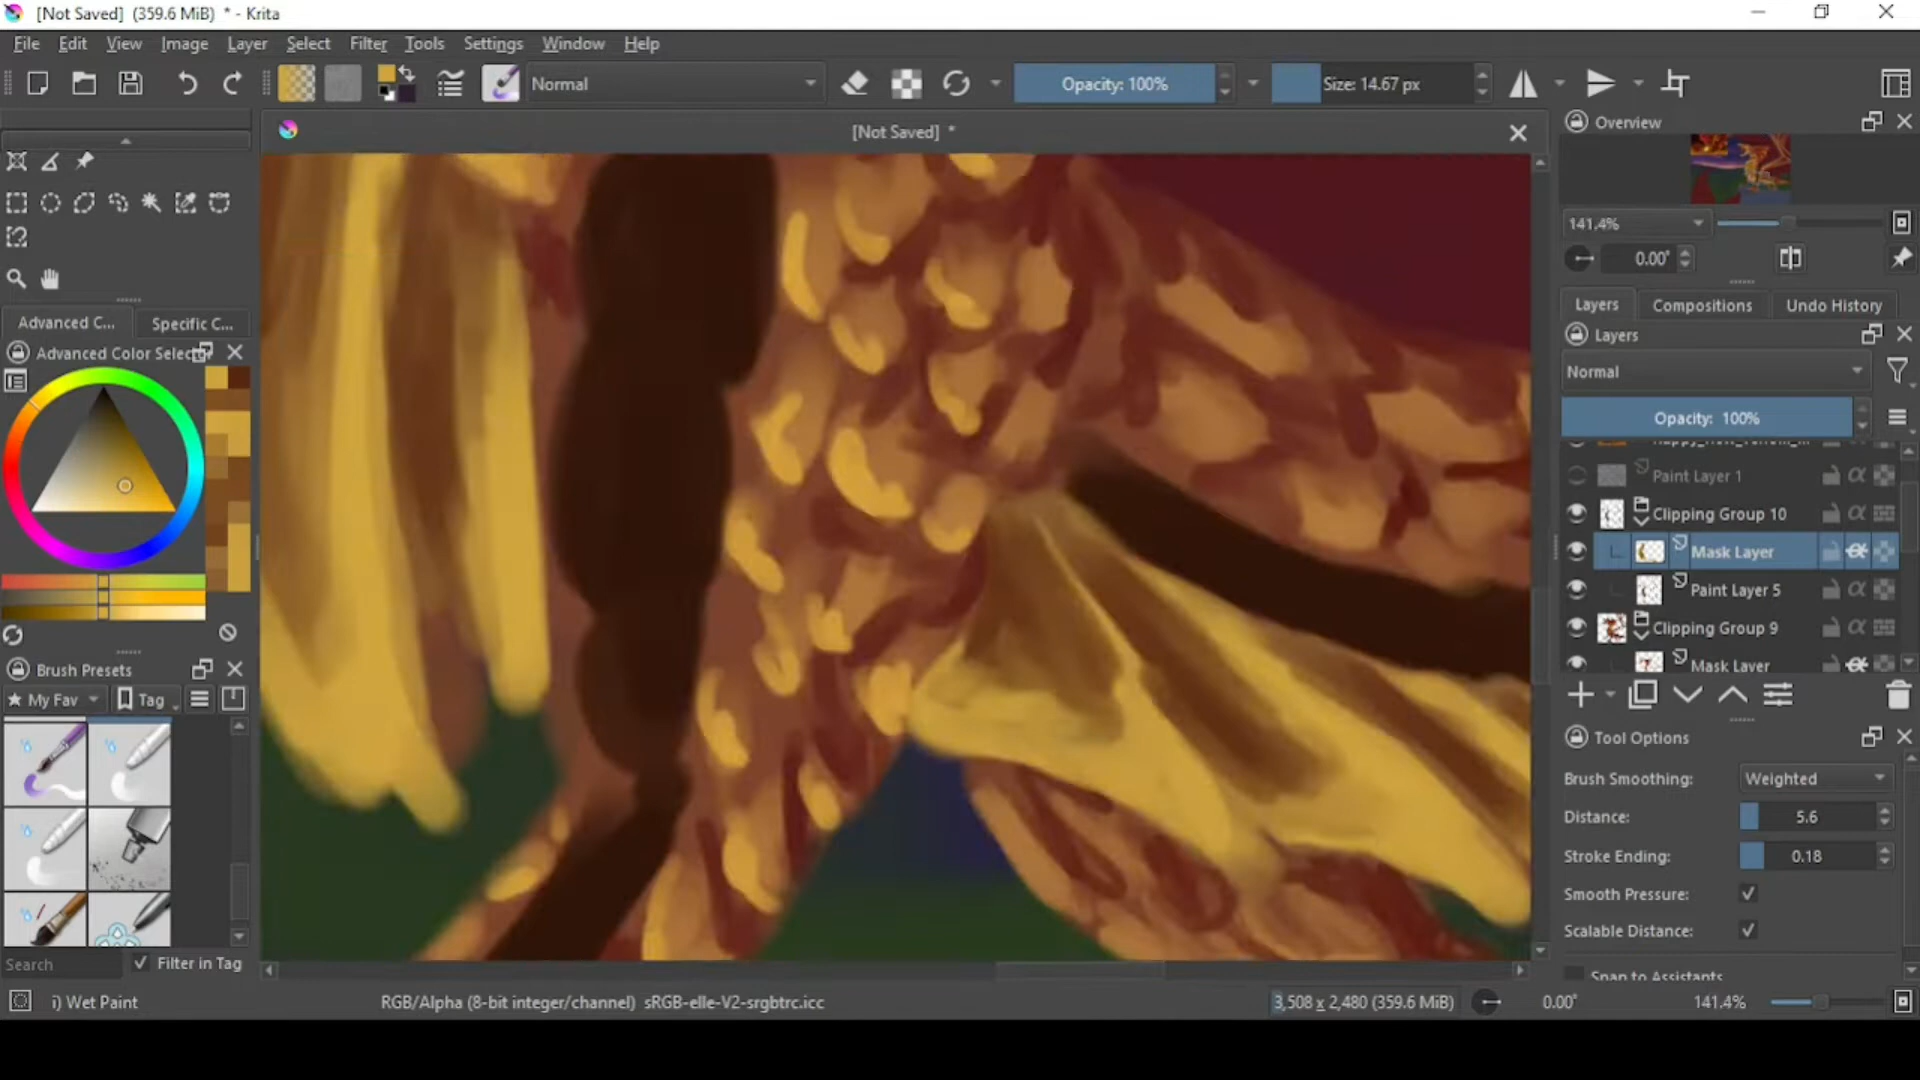 [Not Saved] (359.6 MiB) * - Krita
File Edit View Image Layer Select Filter Tools Settings Window Help
Normal
Opacity: 100%
Size: 14.67 px
[Not Saved] *
Overview
141.4%
0.00°
Layers Compositions Undo History
Layers
Normal
Opacity: 100%
Paint Layer 1
Clipping Group 10
Mask Layer
Paint Layer 5
Clipping Group 9
Mask Layer
Tool Options
Brush Smoothing: Weighted
Distance: 5.6
Stroke Ending: 0.18
Smooth Pressure:
Scalable Distance:
Snap to Assistants
Advanced C... Specific C...
Advanced Color Selec
Brush Presets
My Fav Tag
Search Filter in Tag
i) Wet Paint
RGB/Alpha (8-bit integer/channel) sRGB-elle-V2-srgbtrc.icc
3,508 x 2,480 (359.6 MiB)
0.00°
141.4%